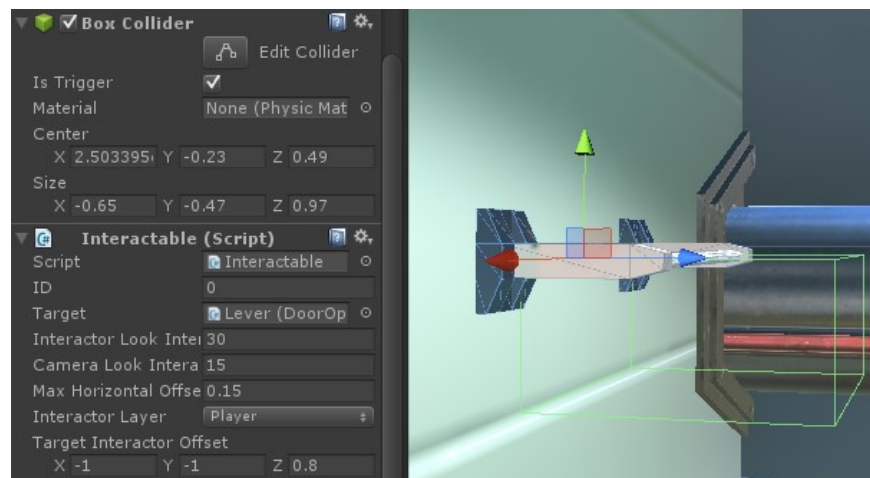 Box Collider
Edit Collider
Is Trigger
Material None (Physic Mat
Center
X 2.503395 Y -0.23 Z 0.49
Size
X -0.65 Y -0.47 Z 0.97
Interactable (Script)
Script Interactable
ID 0
Target Lever (DoorOp
Interactor Look Inter 30
Camera Look Intera 15
Max Horizontal Offse 0.15
Interactor Layer Player
Target Interactor Offset
X -1 Y -1 Z 0.8